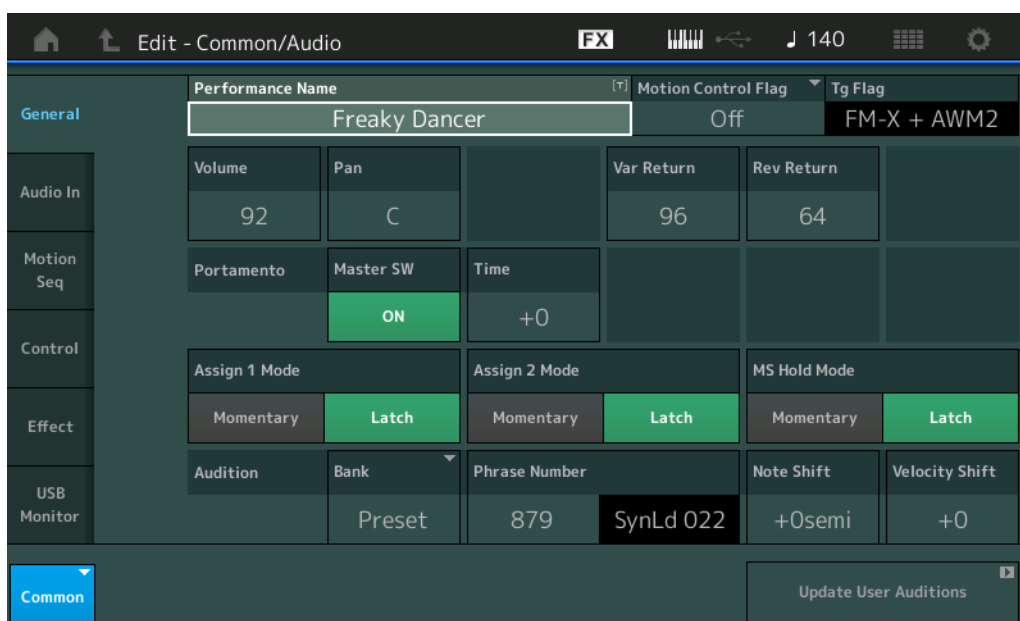 Edit - Common/Audio FX 140
General
Performance Name [T] Motion Control Flag Tg Flag
Freaky Dancer Off FM-X + AWM2
Audio In
Volume Pan Var Return Rev Return
92 C 96 64
Motion
Seq
Portamento Master SW Time
ON +0
Control
Assign 1 Mode Assign 2 Mode MS Hold Mode
Momentary Latch Momentary Latch Momentary Latch
Effect
Audition Bank Phrase Number Note Shift Velocity Shift
Preset 879 SynLd 022 +0semi +0
USB
Monitor
Common Update User Auditions